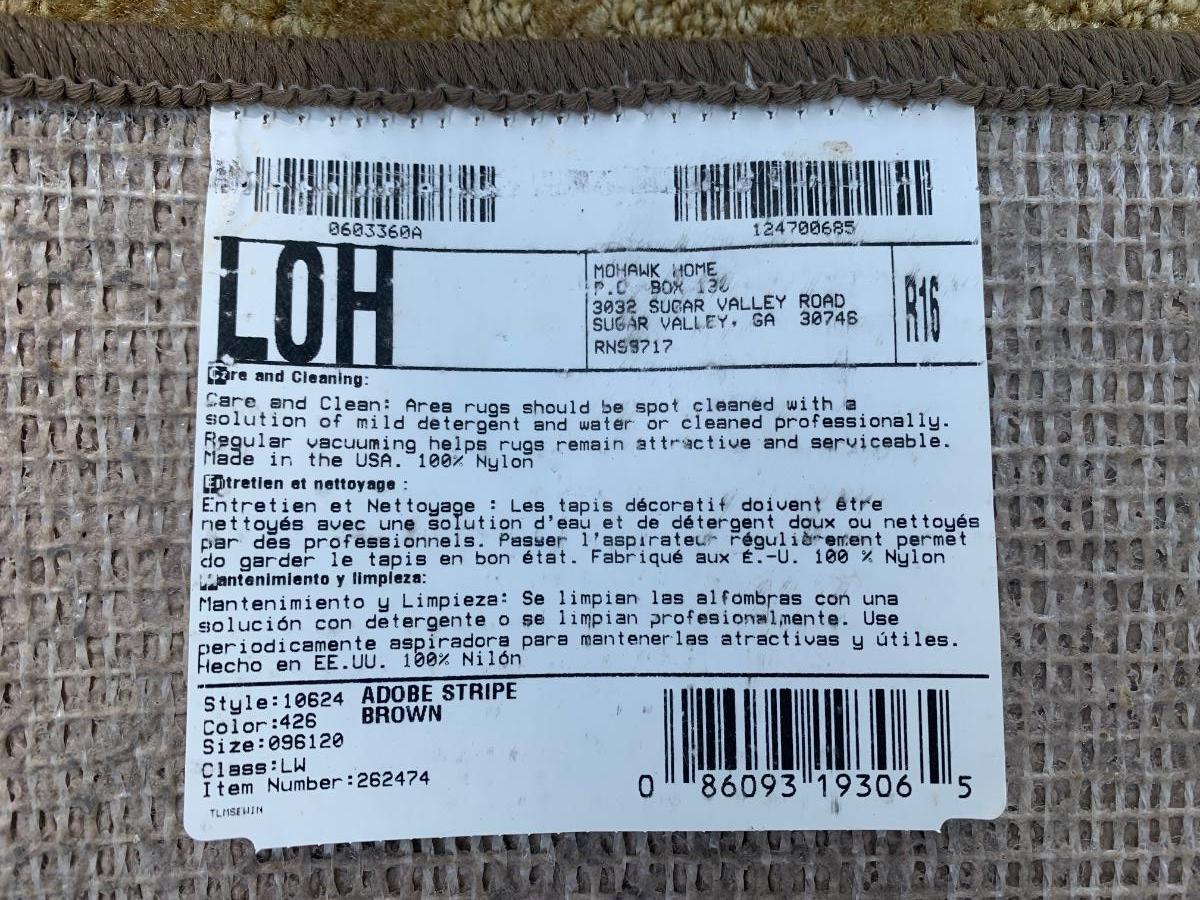 0603360A
124700685
LOH
MOHAWK HOME
P.O. BOX 130
3032 SUGAR VALLEY ROAD
SUGAR VALLEY, GA 30746
RN99717
R16
Care and Cleaning:
Care and Clean: Area rugs should be spot cleaned with a
solution of mild detergent and water or cleaned professionally.
Regular vacuuming helps rugs remain attractive and serviceable.
Made in the USA. 100% Nylon
Entretien et nettoyage :
Entretien et Nettoyage : Les tapis décoratif doivent être
nettoyés avec une solution d'eau et de détergent doux ou nettoyés
par des professionnels. Passer l'aspirateur régulièrement permet
do garder le tapis en bon état. Fabriqué aux É.-U. 100 % Nylon
Mantenimiento y limpieza:
Mantenimiento y Limpieza: Se limpian las alfombras con una
solución con detergente o se limpian profesionalmente. Use
periodicamente aspiradora para mantenerlas atractivas y útiles.
Hecho en EE.UU. 100% Nilón
Style:10624 ADOBE STRIPE
Color:426 BROWN
Size:096120
Class:LW
Item Number:262474
TLMSEWIN
0 86093 19306 5